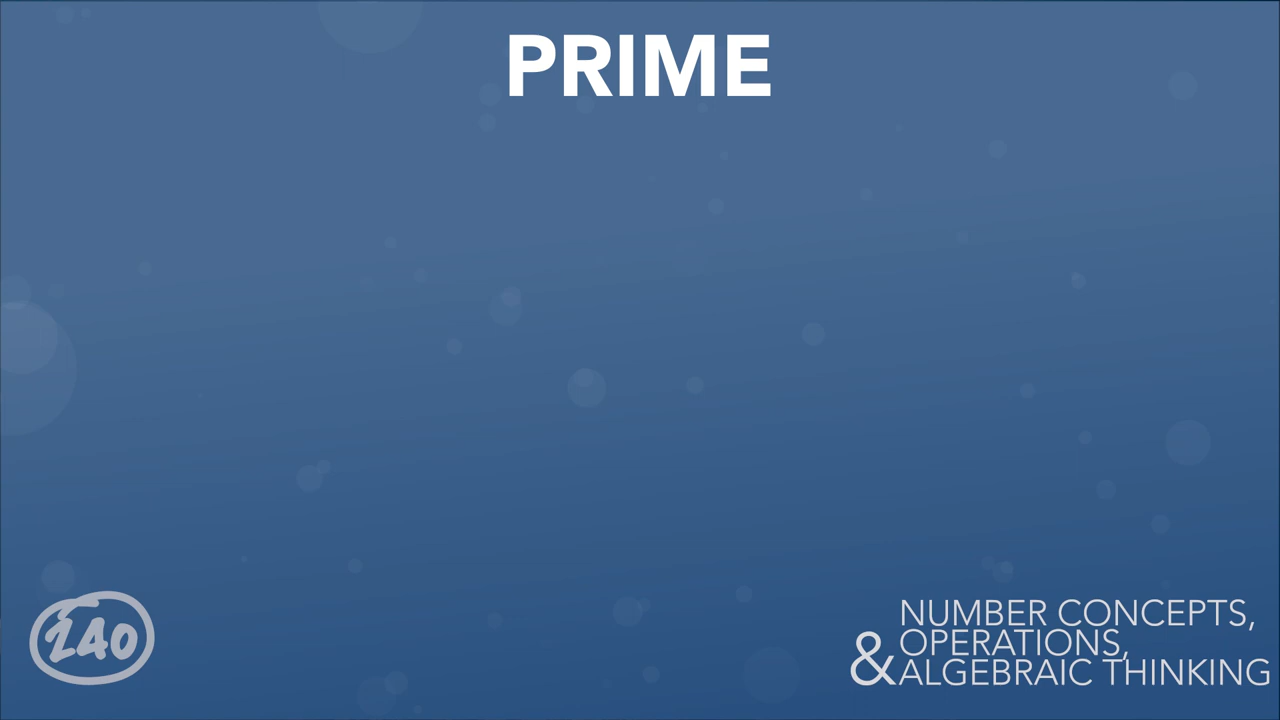 PRIME
240
NUMBER CONCEPTS,
OPERATIONS,
& ALGEBRAIC THINKING